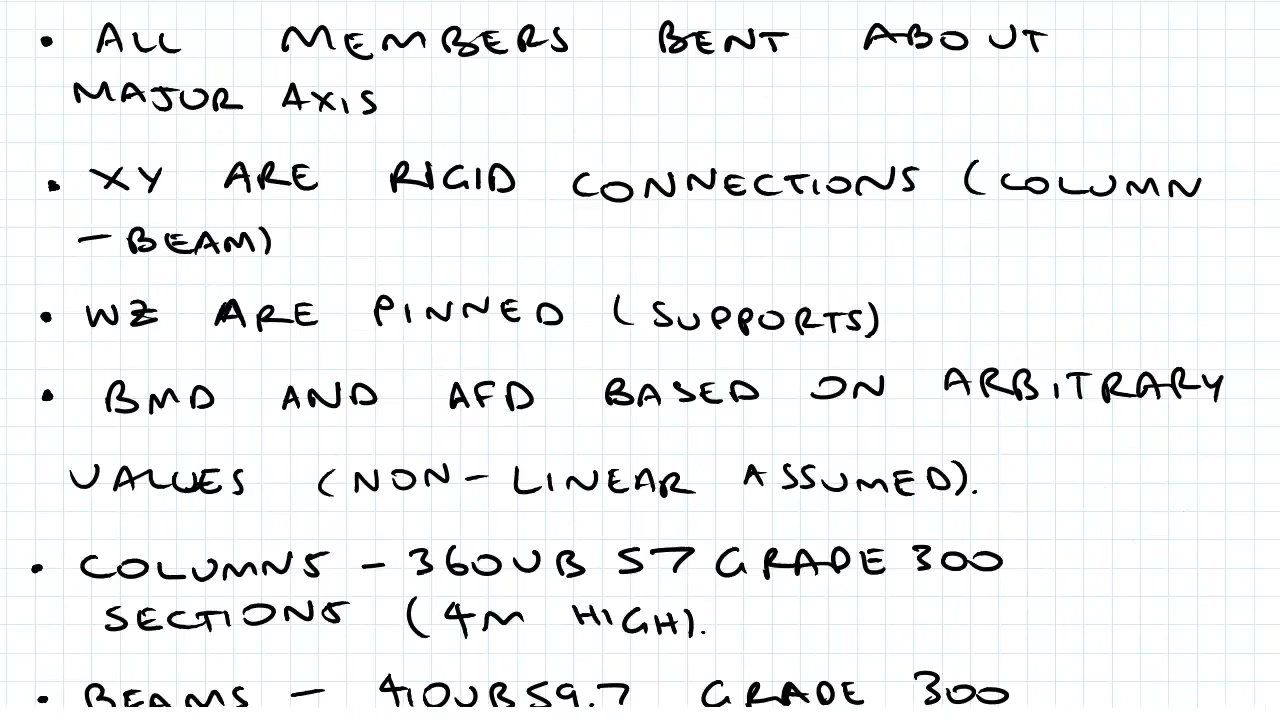 • ALL MEMBERS BENT ABOUT
MAJOR AXIS
• XY ARE RIGID CONNECTIONS (COLUMN
- BEAM)
• WZ ARE PINNED (SUPPORTS)
• BMD AND AFD BASED ON ARBITRARY
VALUES (NON-LINEAR ASSUMED).
• COLUMNS - 360UB 57 GRADE 300
SECTIONS (4M HIGH).
• BEAMS - 410UB59.7 GRADE 300